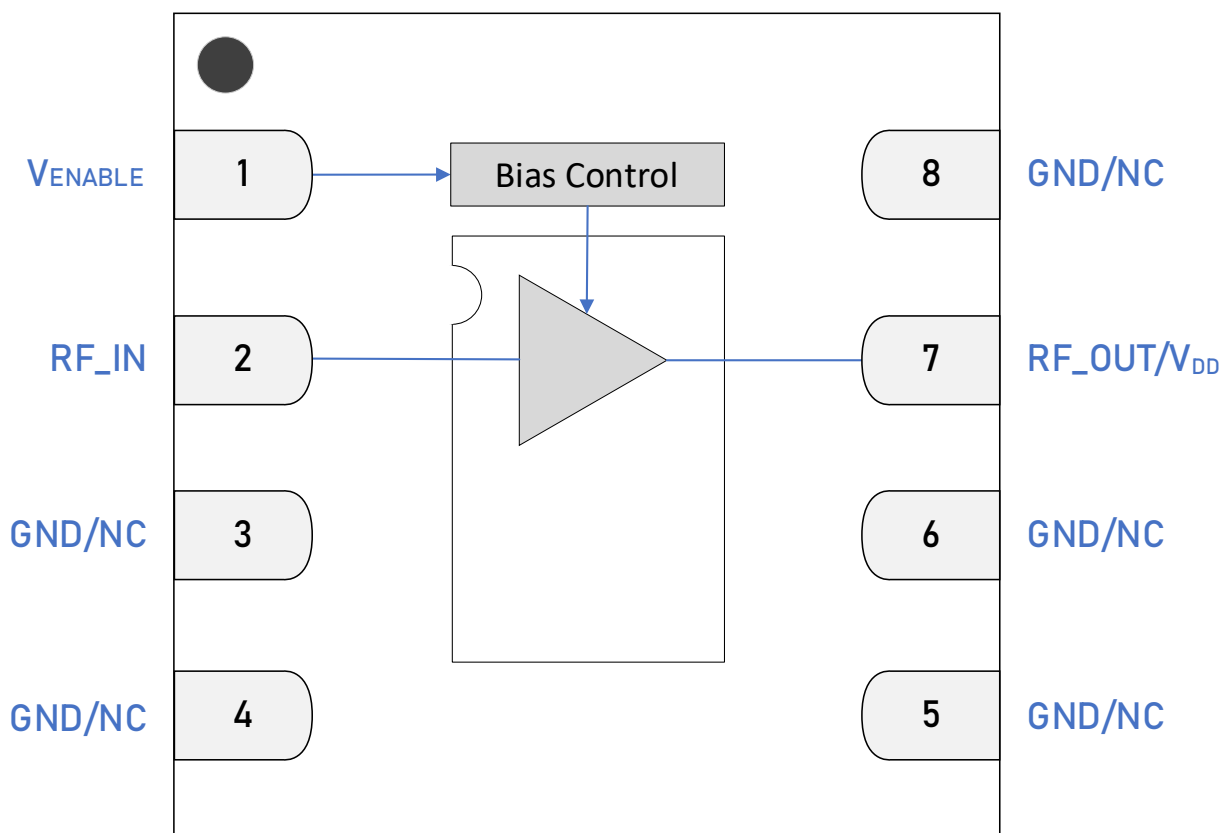 VENABLE 1 Bias Control 8 GND/NC
RF_IN 2 7 RF_OUT/VDD
GND/NC 3 6 GND/NC
GND/NC 4 5 GND/NC